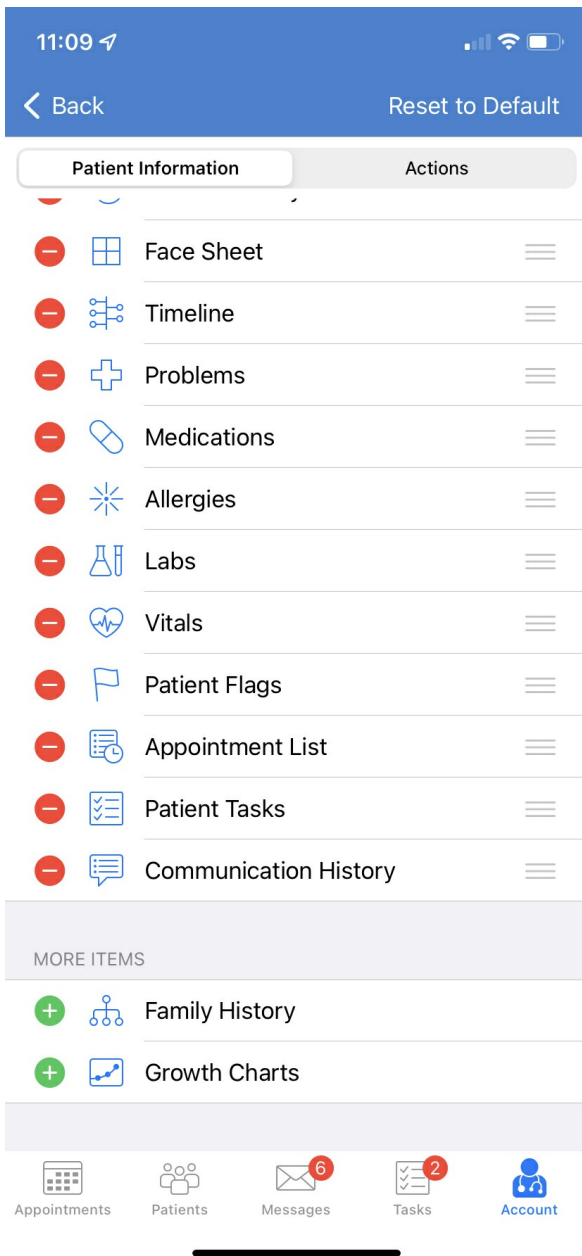 11:09
Back
Reset to Default
Patient Information
Actions
Face Sheet
Timeline
Problems
Medications
Allergies
Labs
Vitals
Patient Flags
Appointment List
Patient Tasks
Communication History
MORE ITEMS
Family History
Growth Charts
6
2
Appointments
Patients
Messages
Tasks
Account